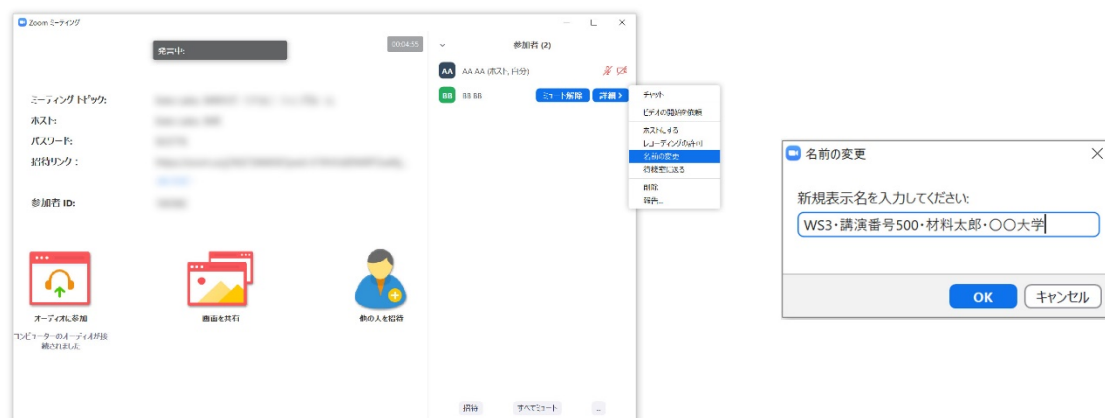 Zoom ミーティング
発言中:
00:04:55
ミーティング トピック:
ホスト:
パスワード:
招待リンク :
参加者 ID:
オーディオに参加
コンピューターのオーディオが接
続されました
画面を共有
他の人を招待
参加者 (2)
AA AA AA (ホスト, 自分)
BB BB BB ミュート解除 詳細 >
チャット
ビデオの開始を依頼
ホストにする
レコーディングの許可
名前の変更
待機室に送る
削除
報告...
招待 すべてミュート ...
名前の変更
新規表示名を入力してください:
WS3・講演番号500・材料太郎・〇〇大学
OK キャンセル